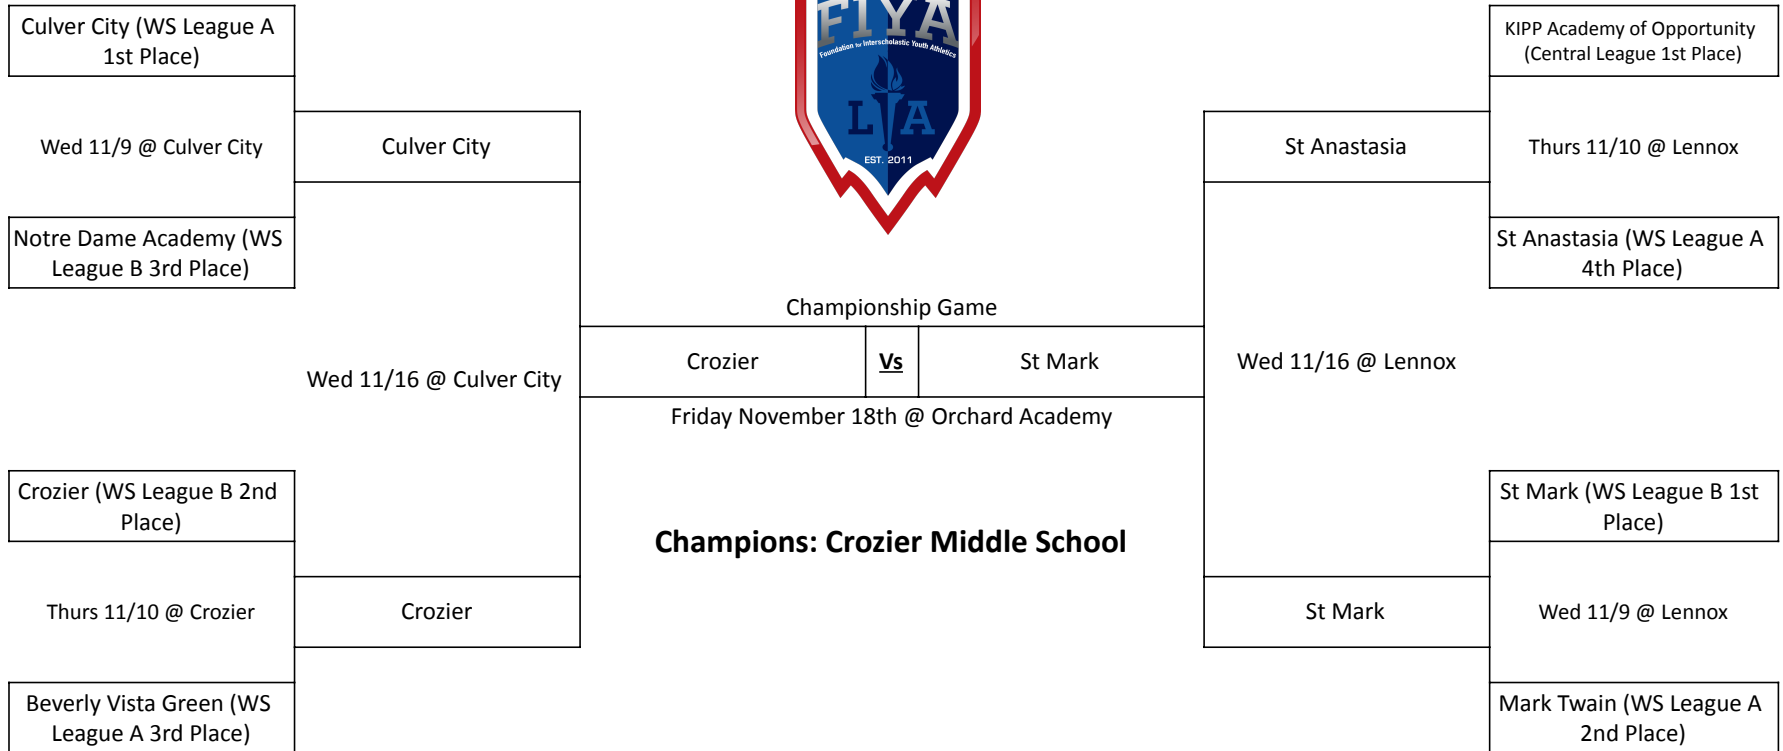 Culver City (WS League A
1st Place)
Wed 11/9 @ Culver City
Notre Dame Academy (WS
League B 3rd Place)
Culver City
Wed 11/16 @ Culver City
Crozier (WS League B 2nd
Place)
Thurs 11/10 @ Crozier
Beverly Vista Green (WS
League A 3rd Place)
Crozier
FIYA
Foundation for Interscholastic Youth Athletics
LA
EST. 2011
Championship Game
Crozier
Vs
St Mark
Friday November 18th @ Orchard Academy
Champions: Crozier Middle School
St Anastasia
Wed 11/16 @ Lennox
St Mark
KIPP Academy of Opportunity
(Central League 1st Place)
Thurs 11/10 @ Lennox
St Anastasia (WS League A
4th Place)
St Mark (WS League B 1st
Place)
Wed 11/9 @ Lennox
Mark Twain (WS League A
2nd Place)